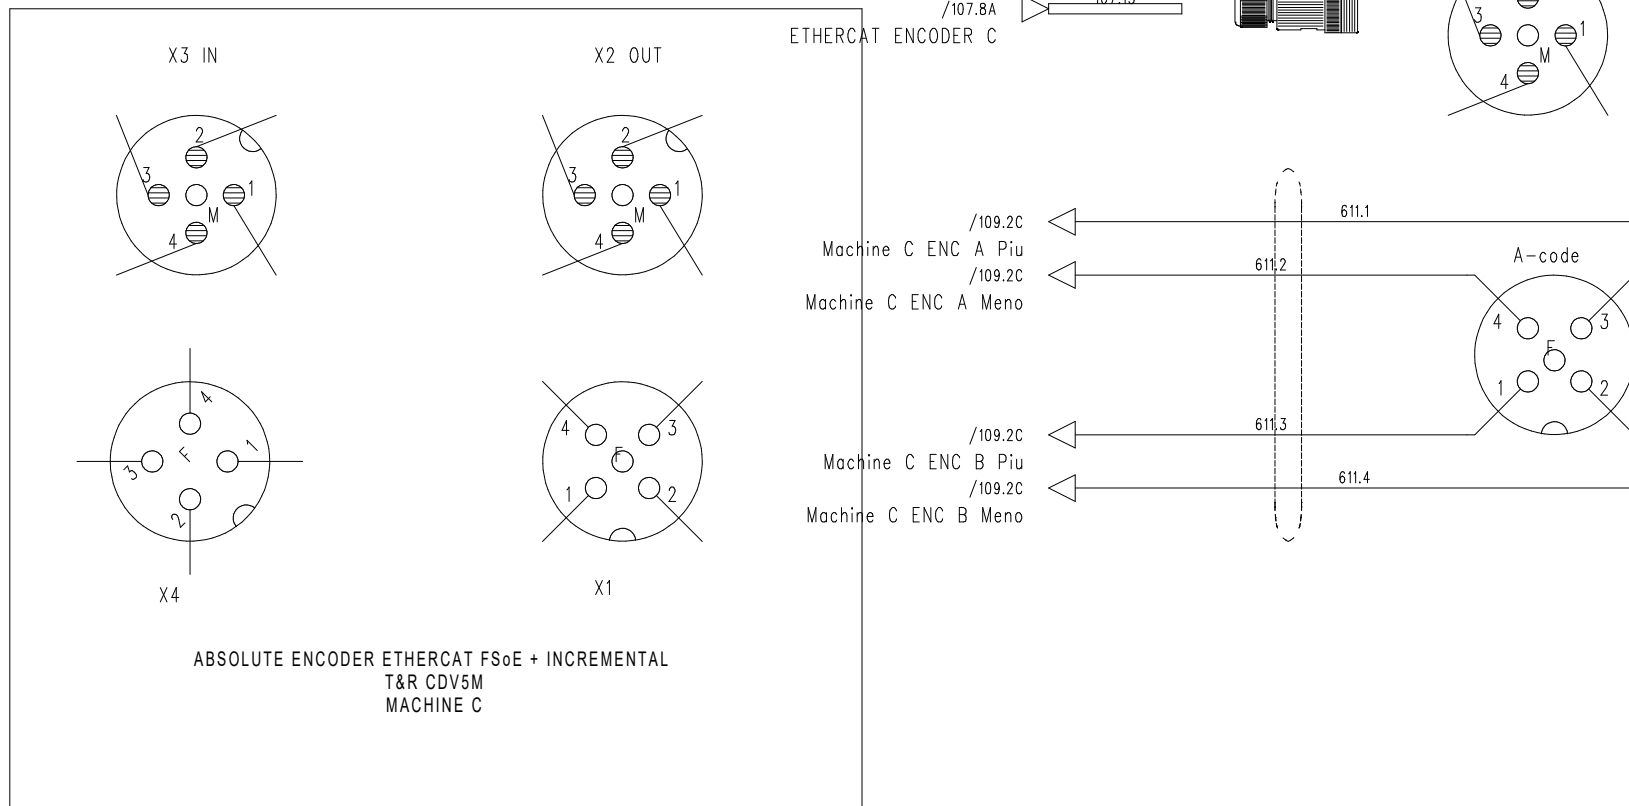 X3 IN
X2 OUT
2
3
1
M
4
2
3
1
M
4
4
1
F
3
2
4
3
F
1
2
X4
X1
ABSOLUTE ENCODER ETHERCAT FSoE + INCREMENTAL
T&R CDV5M
MACHINE C
/107.8A
ETHERCAT ENCODER C
3
1
M
4
/109.2C
611.1
Machine C ENC A Piu
/109.2C
611.2
Machine C ENC A Meno
A-code
4
3
F
1
2
/109.2C
611.3
Machine C ENC B Piu
/109.2C
611.4
Machine C ENC B Meno